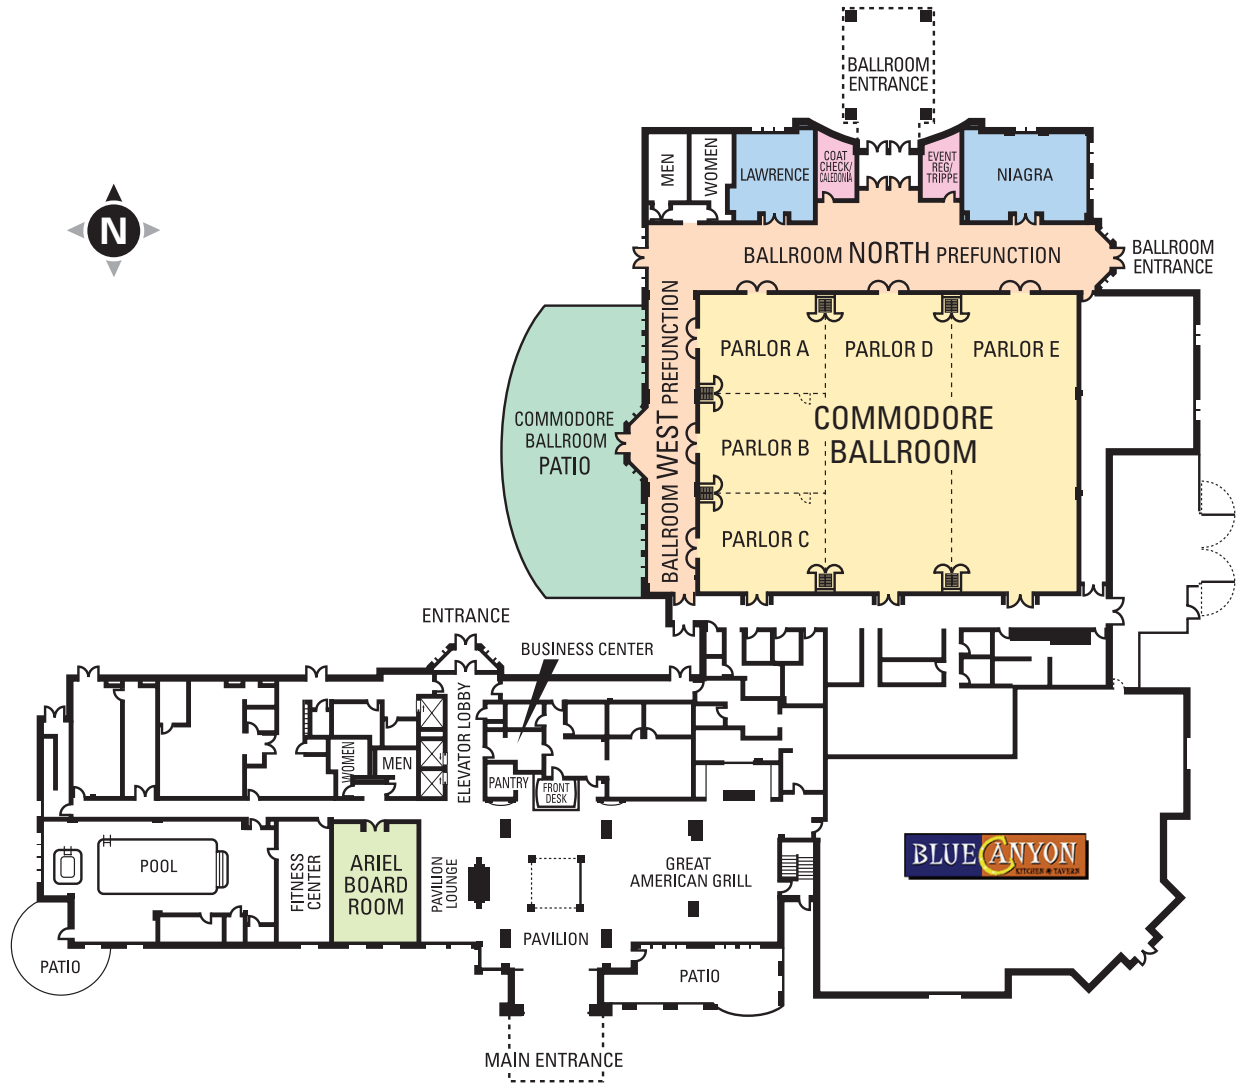 BALLROOM
ENTRANCE
MEN
WOMEN
LAWRENCE
COAT
CHECK/
CALEDONIA
EVENT
REG/
TRIPPE
NIAGRA
N
BALLROOM NORTH PREFUNCTION
BALLROOM
ENTRANCE
BALLROOM WEST PREFUNCTION
PARLOR A
PARLOR D
PARLOR E
COMMODORE
BALLROOM
PATIO
COMMODORE
BALLROOM
PARLOR B
PARLOR C
ENTRANCE
BUSINESS CENTER
ELEVATOR LOBBY
WOMEN
MEN
PANTRY
FRONT
DESK
POOL
FITNESS
CENTER
ARIEL
BOARD
ROOM
PAVILION
LOUNGE
GREAT
AMERICAN GRILL
BLUE CANYON
KITCHEN TAVERN
PAVILION
PATIO
PATIO
MAIN ENTRANCE